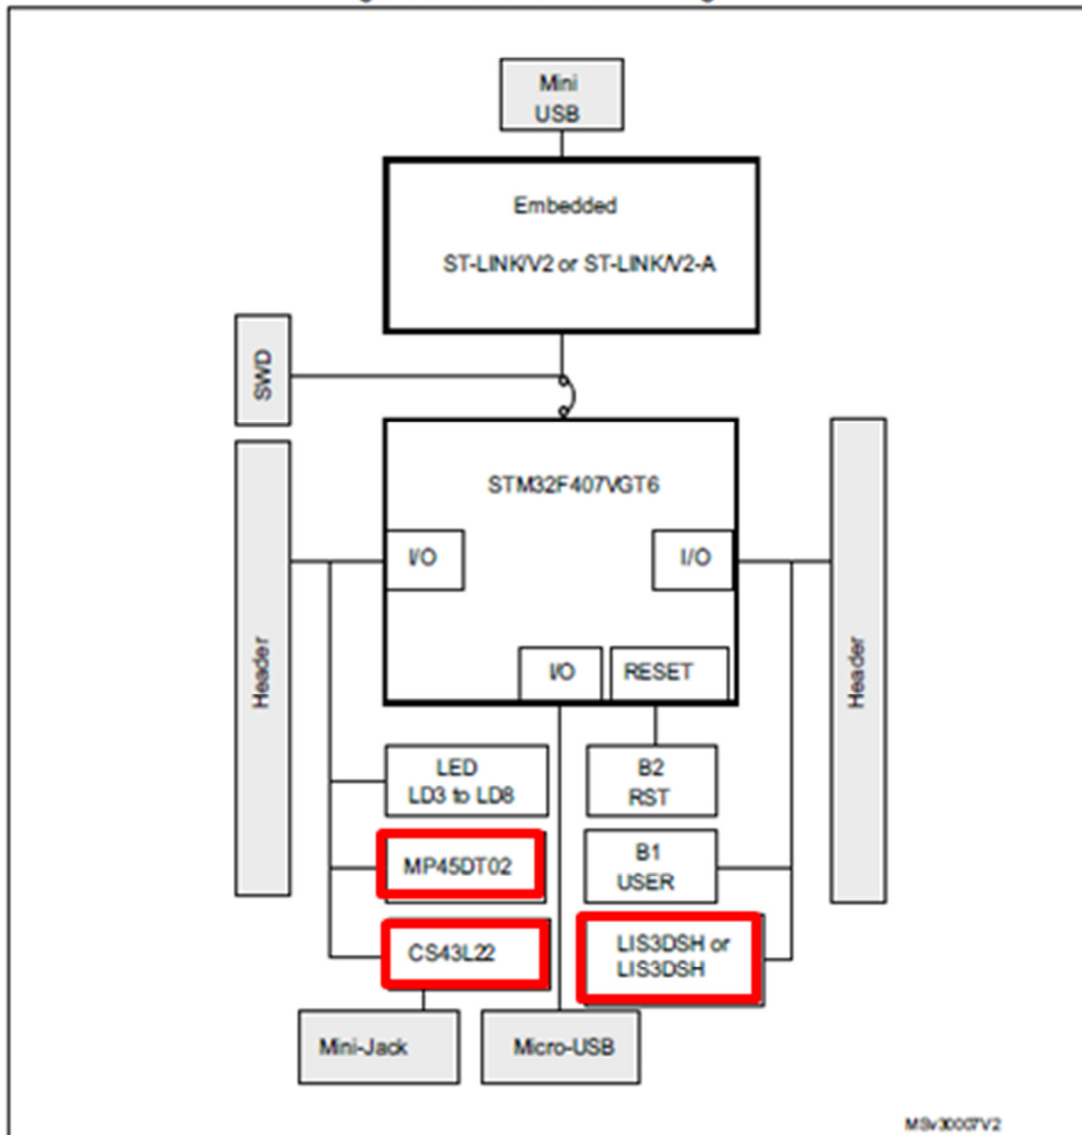 Mini
USB
Embedded
ST-LINK/V2 or ST-LINK/V2-A
SWD
STM32F407VGT6
I/O
I/O
Header
Header
I/O
RESET
LED
LD3 to LD8
B2
RST
MP45DT02
B1
USER
CS43L22
LIS3DSH or
LIS3DSH
Mini-Jack
Micro-USB
MSv30007V2